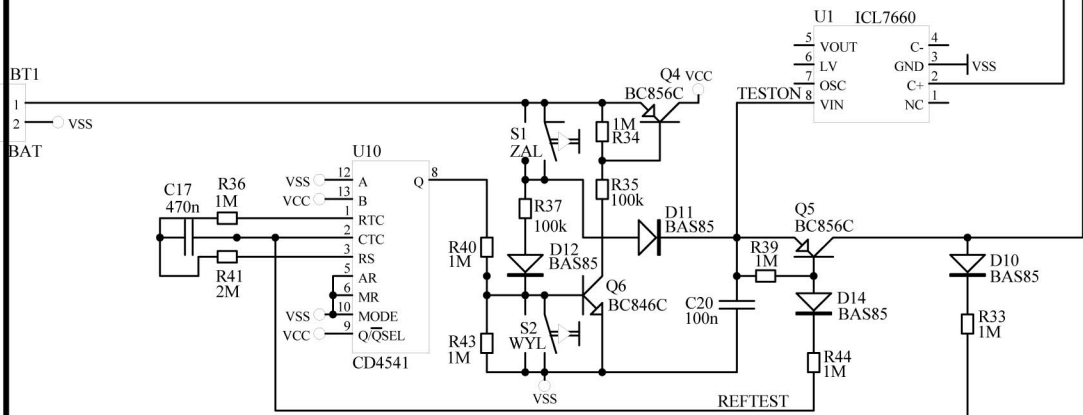 U1 ICL7660
5 VOUT C- 4
6 LV GND 3 VSS
7 OSC C+ 2
8 VIN NC 1
TESTON
BT1
1
2 VSS
BAT
Q4 VCC
BC856C
S1
ZAL
1M
R34
U10
VSS 12 A Q 8
VCC 13 B
1 RTC
2 CTC
3 RS
5 AR
6 MR
VSS 10 MODE
VCC 9 Q/QSEL
CD4541
C17
470n
R36
1M
R41
2M
R35
100k
R37
100k
D11
BAS85
Q5
BC856C
R40
1M
D12
BAS85
R39
1M
D10
BAS85
Q6
BC846C
C20
100n
D14
BAS85
R33
1M
R43
1M
S2
WYL
R44
1M
VSS
REFTEST